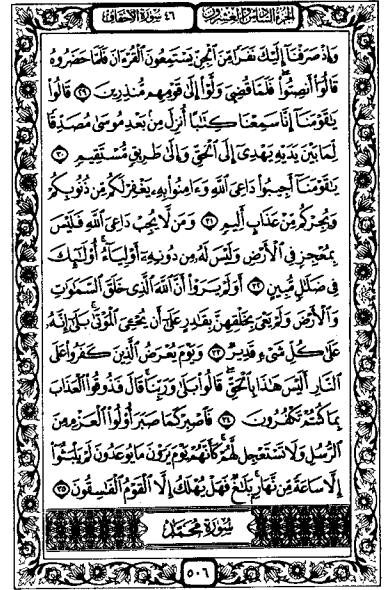 الجزء السادس والعشرون
٤٦ سورة الأحقاف
وَإِذْ صَرَفْنَآ إِلَيْكَ نَفَرًا مِّنَ ٱلْجِنِّ يَسْتَمِعُونَ ٱلْقُرْءَانَ فَلَمَّا حَضَرُوهُ
قَالُوٓا۟ أَنصِتُوا۟ ۖ فَلَمَّا قُضِىَ وَلَّوْا۟ إِلَىٰ قَوْمِهِم مُّنذِرِينَ ٢٩ قَالُوا۟
يَٰقَوْمَنَآ إِنَّا سَمِعْنَا كِتَٰبًا أُنزِلَ مِنۢ بَعْدِ مُوسَىٰ مُصَدِّقًا
لِّمَا بَيْنَ يَدَيْهِ يَهْدِىٓ إِلَى ٱلْحَقِّ وَإِلَىٰ طَرِيقٍ مُّسْتَقِيمٍ ٣٠
يَٰقَوْمَنَآ أَجِيبُوا۟ دَاعِىَ ٱللَّهِ وَءَامِنُوا۟ بِهِۦ يَغْفِرْ لَكُم مِّن ذُنُوبِكُمْ
وَيُجِرْكُم مِّنْ عَذَابٍ أَلِيمٍ ٣١ وَمَن لَّا يُجِبْ دَاعِىَ ٱللَّهِ فَلَيْسَ
بِمُعْجِزٍ فِى ٱلْأَرْضِ وَلَيْسَ لَهُۥ مِن دُونِهِۦٓ أَوْلِيَآءُ ۚ أُو۟لَٰٓئِكَ
فِى ضَلَٰلٍ مُّبِينٍ ٣٢ أَوَلَمْ يَرَوْا۟ أَنَّ ٱللَّهَ ٱلَّذِى خَلَقَ ٱلسَّمَٰوَٰتِ
وَٱلْأَرْضَ وَلَمْ يَعْىَ بِخَلْقِهِنَّ بِقَٰدِرٍ عَلَىٰٓ أَن يُحْۦِىَ ٱلْمَوْتَىٰ ۚ بَلَىٰٓ إِنَّهُۥ
عَلَىٰ كُلِّ شَىْءٍ قَدِيرٌ ٣٣ وَيَوْمَ يُعْرَضُ ٱلَّذِينَ كَفَرُوا۟ عَلَى
ٱلنَّارِ أَلَيْسَ هَٰذَا بِٱلْحَقِّ ۖ قَالُوا۟ بَلَىٰ وَرَبِّنَا ۚ قَالَ فَذُوقُوا۟ ٱلْعَذَابَ
بِمَا كُنتُمْ تَكْفُرُونَ ٣٤ فَٱصْبِرْ كَمَا صَبَرَ أُو۟لُوا۟ ٱلْعَزْمِ مِنَ
ٱلرُّسُلِ وَلَا تَسْتَعْجِل لَّهُمْ ۚ كَأَنَّهُمْ يَوْمَ يَرَوْنَ مَا يُوعَدُونَ لَمْ يَلْبَثُوٓا۟
إِلَّا سَاعَةً مِّن نَّهَارٍۭ ۚ بَلَٰغٌ ۚ فَهَلْ يُهْلَكُ إِلَّا ٱلْقَوْمُ ٱلْفَٰسِقُونَ ٣٥
سُورَةُ مُحَمَّد
٥٠٦